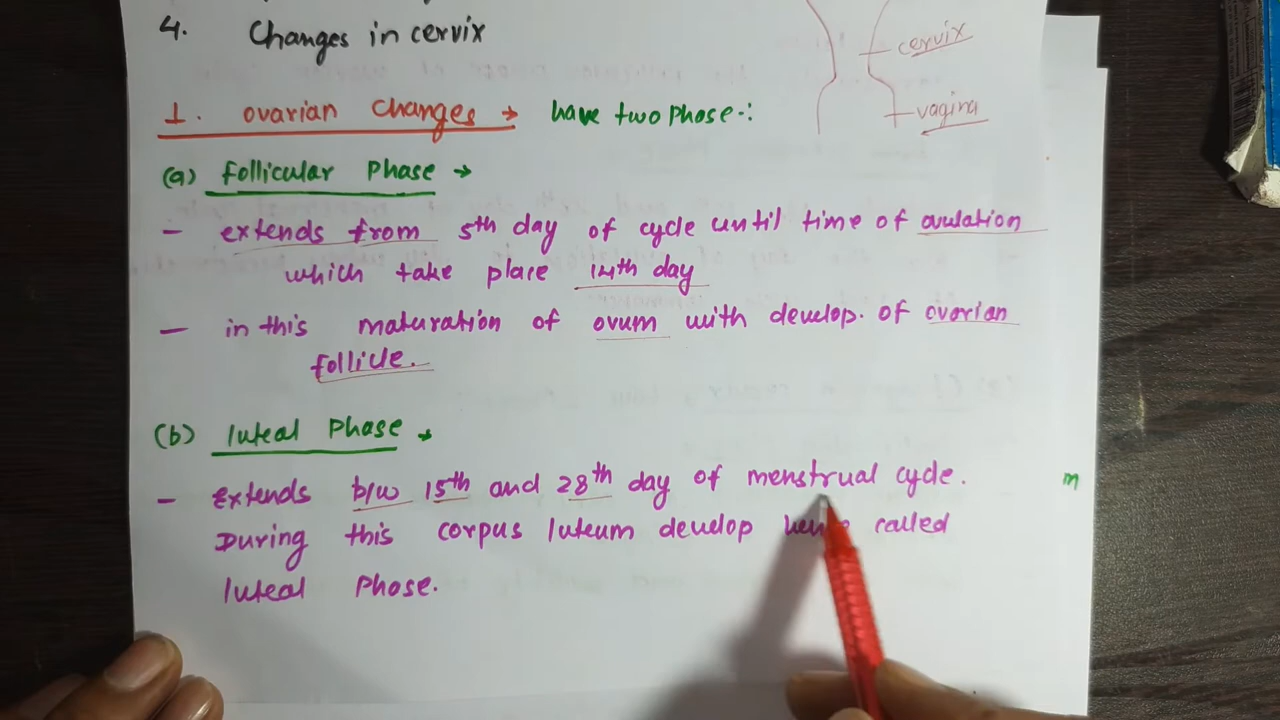 4. Changes in cervix
cervix
vagina
1. ovarian changes → have two phase -:
(a) follicular Phase →
- extends from 5th day of cycle until time of ovulation
which take place 14th day
- in this maturation of ovum with develop. of ovarian
follicle.
(b) luteal Phase →
- Extends b/w 15th and 28th day of menstrual cycle.
m
During this corpus luteum develop called
luteal Phase.